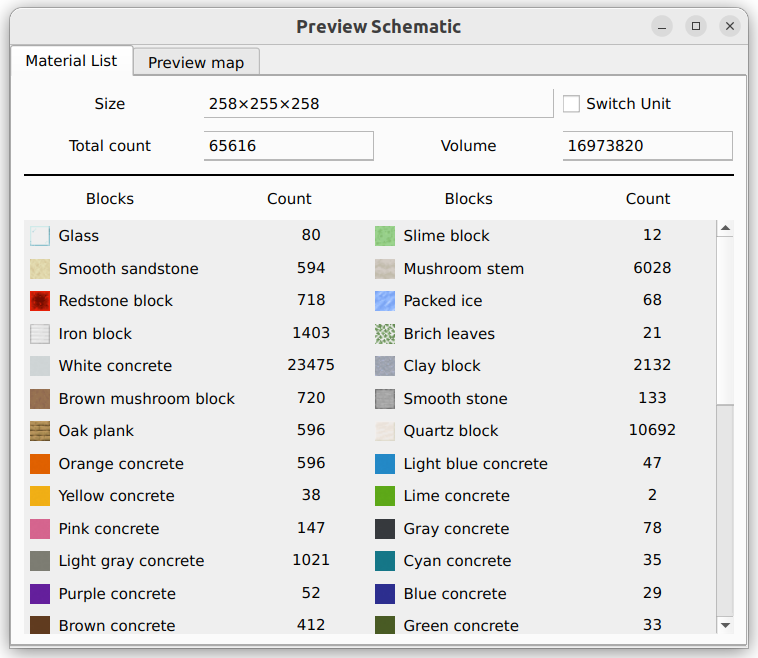 Preview Schematic
Material List Preview map
Size 258×255×258 Switch Unit
Total count 65616 Volume 16973820
Blocks Count Blocks Count
Glass 80 Slime block 12
Smooth sandstone 594 Mushroom stem 6028
Redstone block 718 Packed ice 68
Iron block 1403 Brich leaves 21
White concrete 23475 Clay block 2132
Brown mushroom block 720 Smooth stone 133
Oak plank 596 Quartz block 10692
Orange concrete 596 Light blue concrete 47
Yellow concrete 38 Lime concrete 2
Pink concrete 147 Gray concrete 78
Light gray concrete 1021 Cyan concrete 35
Purple concrete 52 Blue concrete 29
Brown concrete 412 Green concrete 33